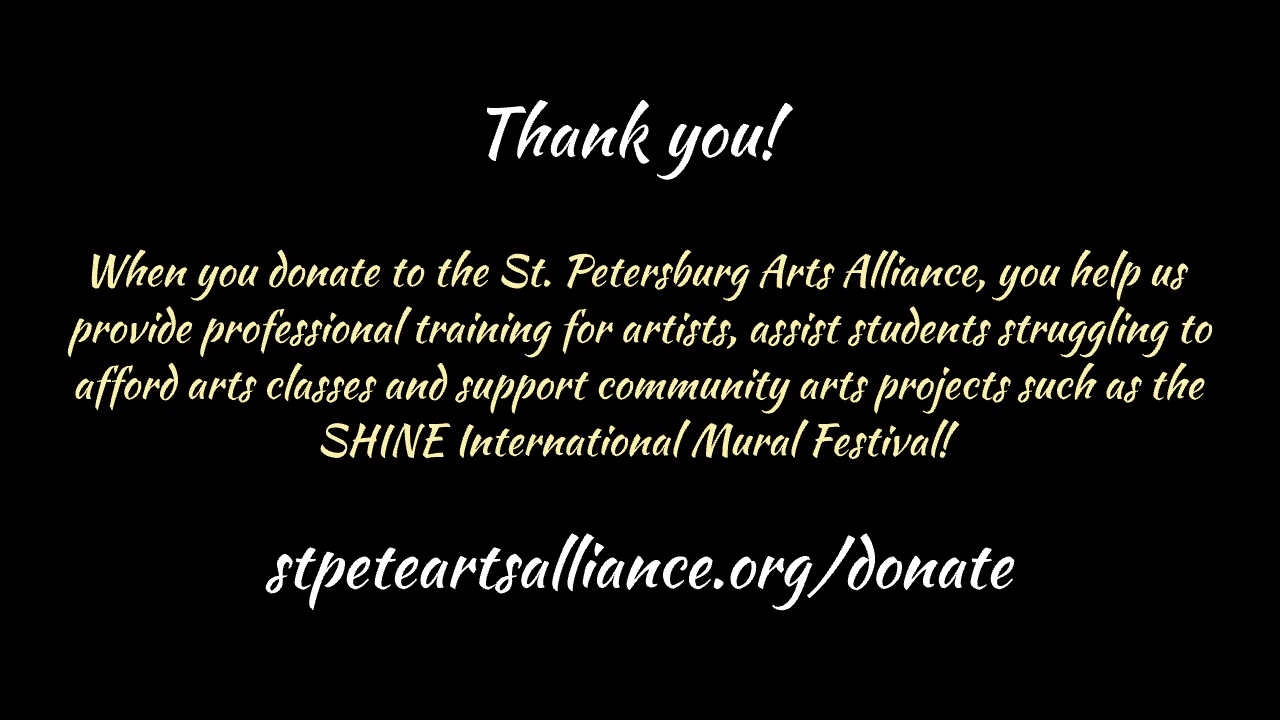 Thank you!
When you donate to the St. Petersburg Arts Alliance, you help us
provide professional training for artists, assist students struggling to
afford arts classes and support community arts projects such as the
SHINE International Mural Festival!
stpeteartsalliance.org/donate